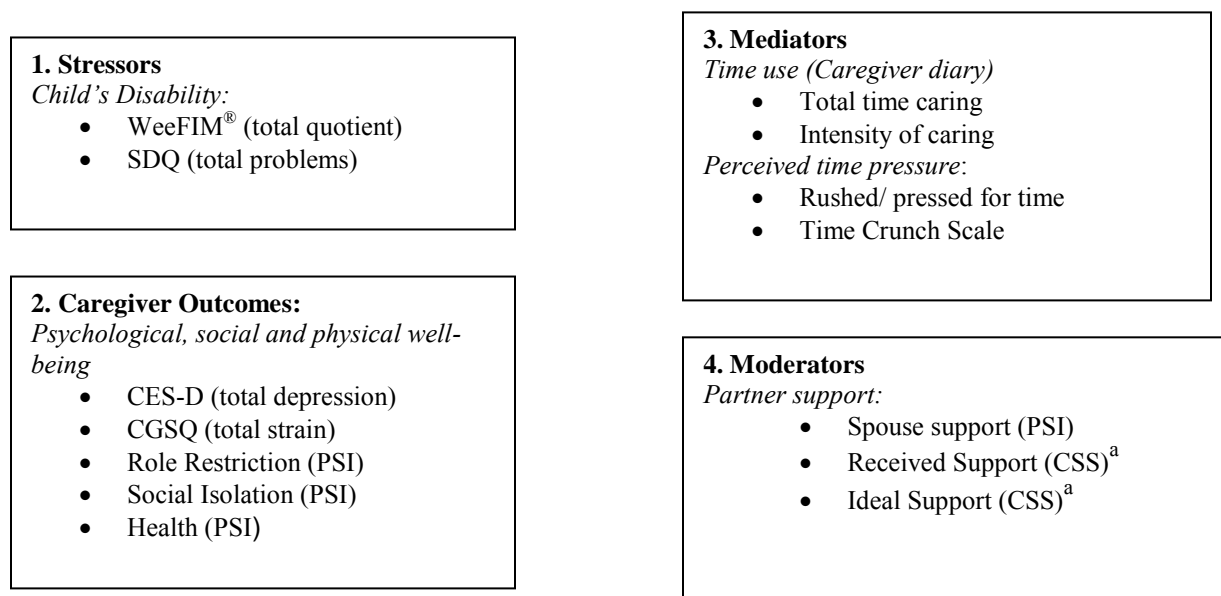 1. Stressors
Child’s Disability:
• WeeFIM® (total quotient)
• SDQ (total problems)
2. Caregiver Outcomes:
Psychological, social and physical well-
being
• CES-D (total depression)
• CGSQ (total strain)
• Role Restriction (PSI)
• Social Isolation (PSI)
• Health (PSI)
3. Mediators
Time use (Caregiver diary)
• Total time caring
• Intensity of caring
Perceived time pressure:
• Rushed/ pressed for time
• Time Crunch Scale
4. Moderators
Partner support:
• Spouse support (PSI)
• Received Support (CSS)a
• Ideal Support (CSS)a